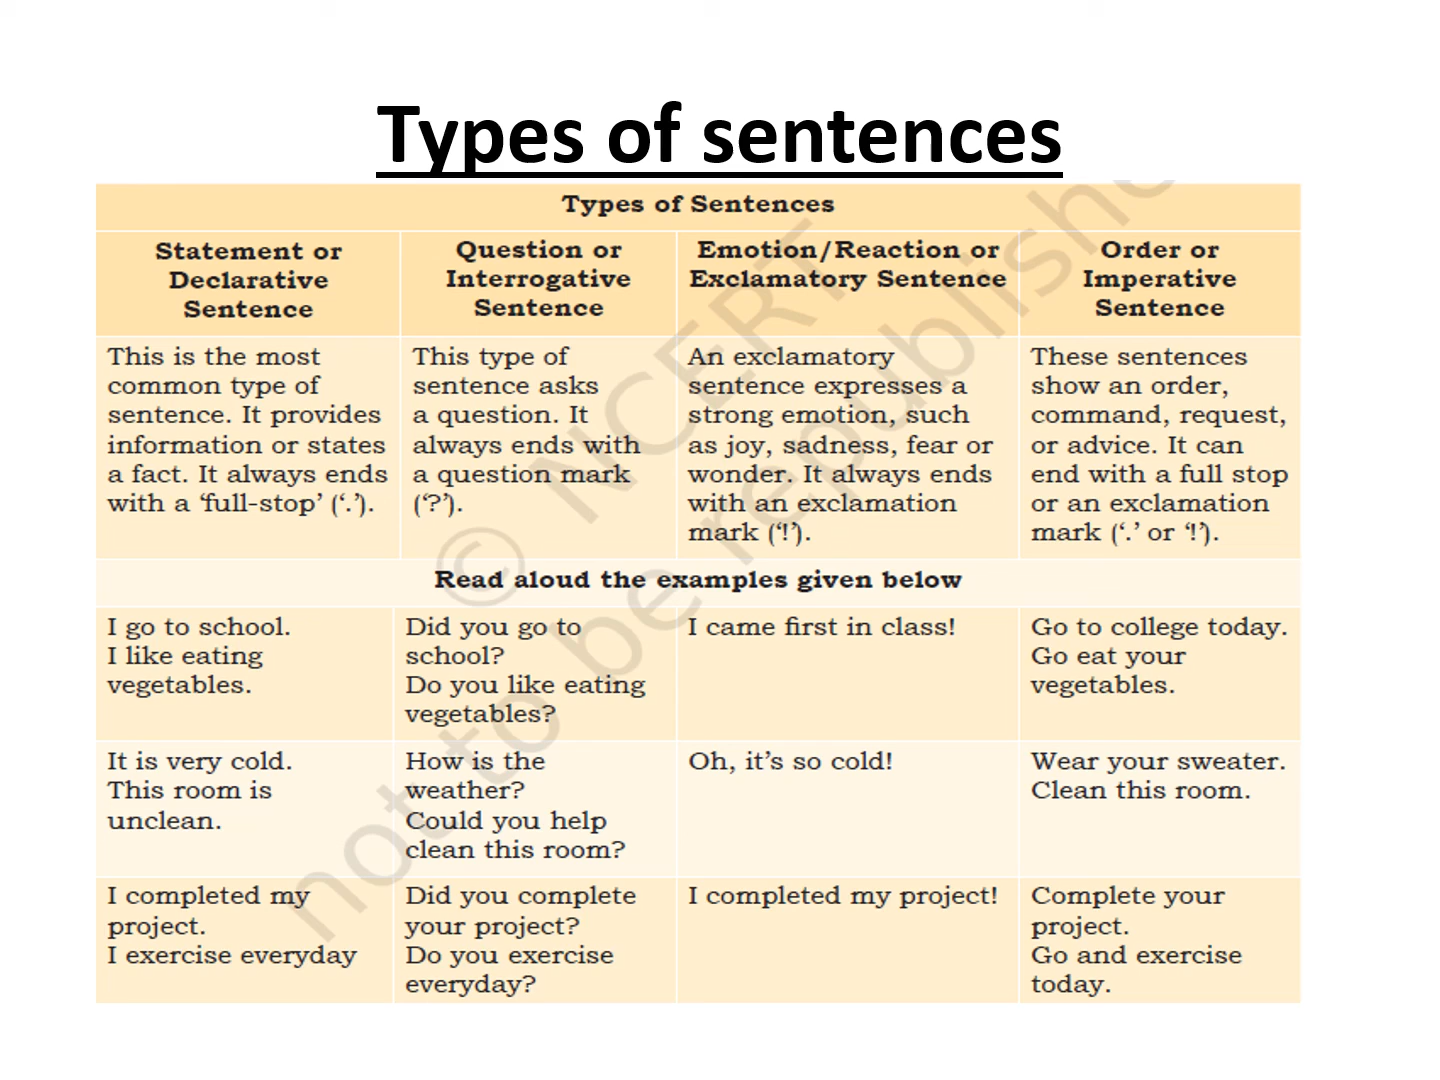 Types of sentences
Types of Sentences
Statement or
Declarative
Sentence
Question or
Interrogative
Sentence
Emotion/Reaction or
Exclamatory Sentence
Order or
Imperative
Sentence
This is the most
common type of
sentence. It provides
information or states
a fact. It always ends
with a ‘full-stop’ (‘.’).
This type of
sentence asks
a question. It
always ends with
a question mark
(‘?’).
An exclamatory
sentence expresses a
strong emotion, such
as joy, sadness, fear or
wonder. It always ends
with an exclamation
mark (‘!’).
These sentences
show an order,
command, request,
or advice. It can
end with a full stop
or an exclamation
mark (‘.’ or ‘!’).
Read aloud the examples given below
I go to school.
I like eating
vegetables.
Did you go to
school?
Do you like eating
vegetables?
I came first in class!
Go to college today.
Go eat your
vegetables.
It is very cold.
This room is
unclean.
How is the
weather?
Could you help
clean this room?
Oh, it’s so cold!
Wear your sweater.
Clean this room.
I completed my
project.
I exercise everyday
Did you complete
your project?
Do you exercise
everyday?
I completed my project!
Complete your
project.
Go and exercise
today.
© NCERT
not to be republishe